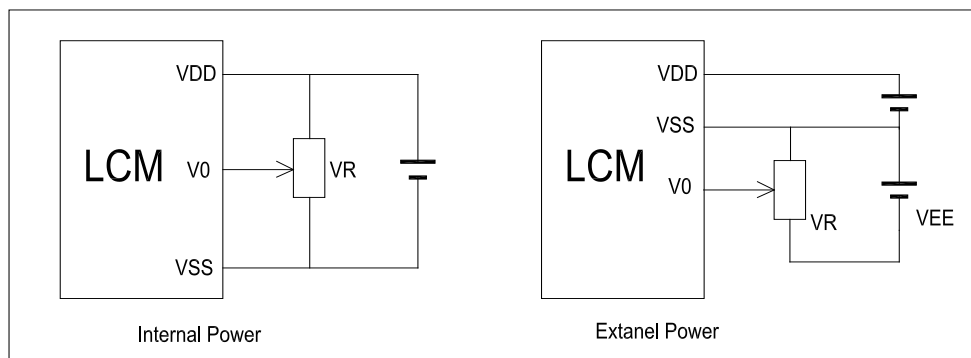 VDD
LCM
V0
VR
VSS
Internal Power
VDD
VSS
LCM
V0
VR
VEE
Extanel Power